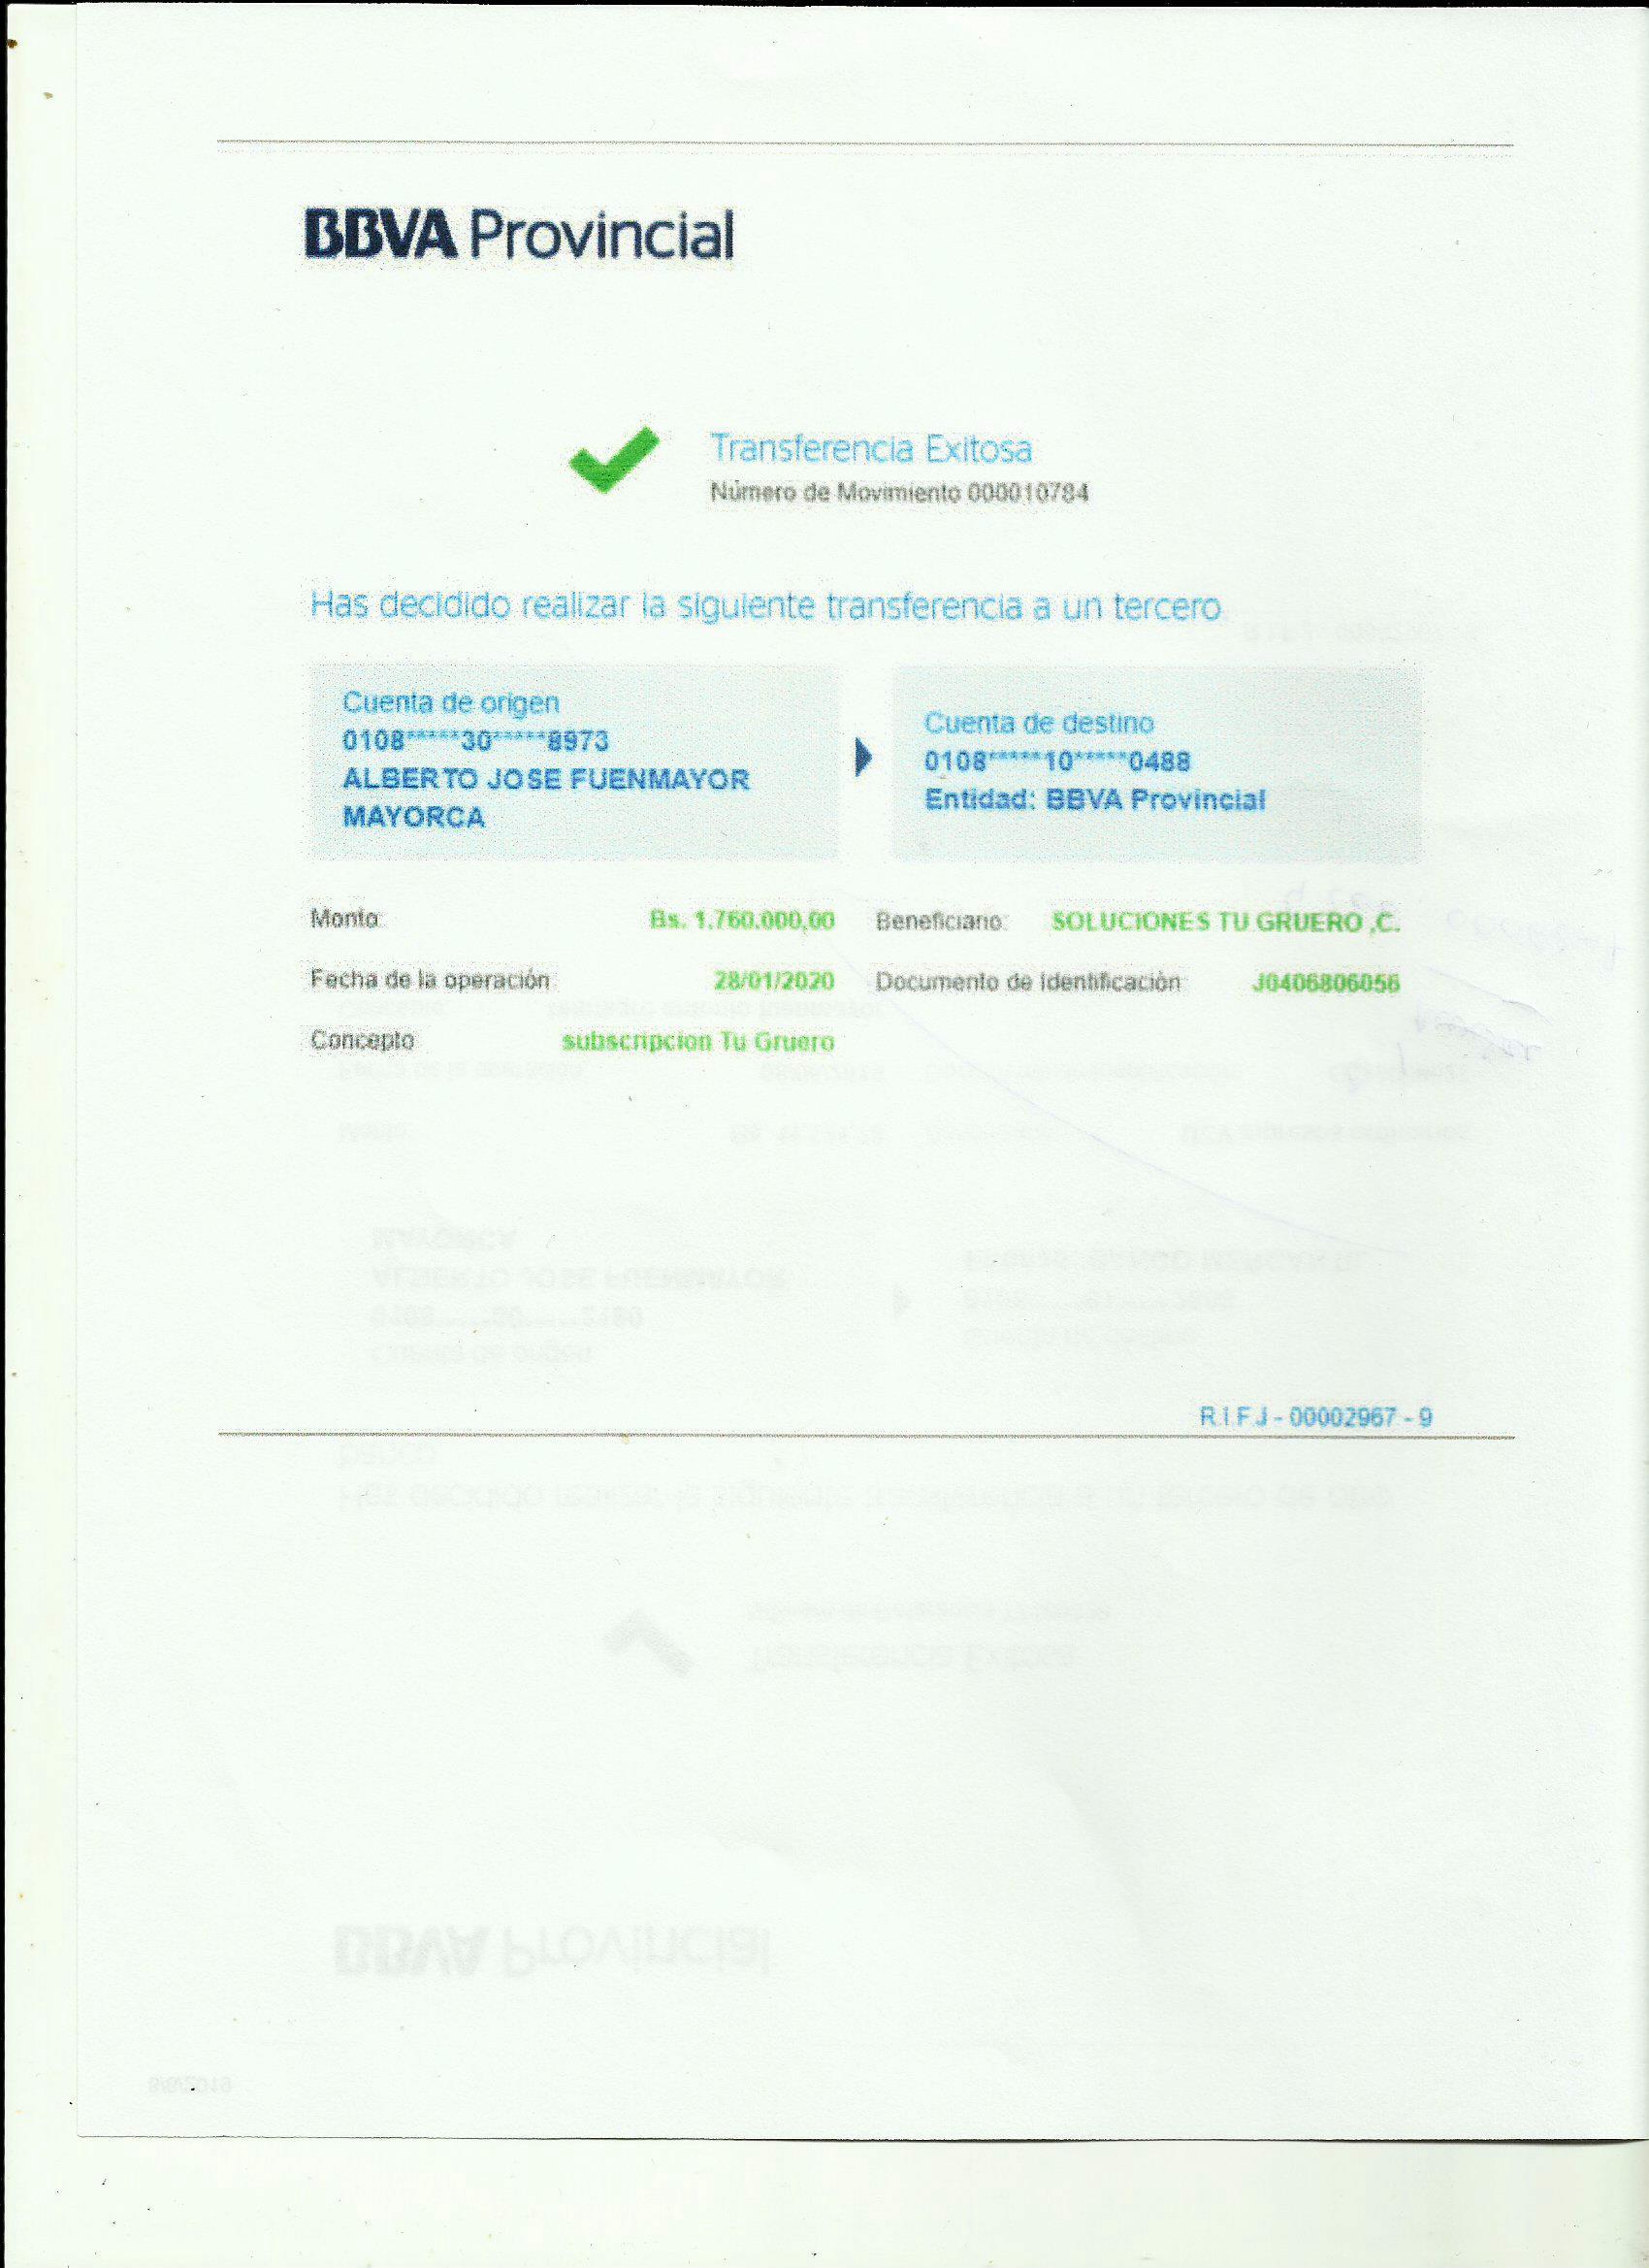 BBVA Provincial
Transferencia Exitosa
Número de Movimiento 000010784
Has decidido realizar la siguiente transferencia a un tercero
Cuenta de origen
0108*****30*****8973
ALBERTO JOSE FUENMAYOR
MAYORCA
Cuenta de destino
0108*****10*****0488
Entidad: BBVA Provincial
Monto: Bs. 1.760.000,00 Beneficiario: SOLUCIONES TU GRUERO ,C.
Fecha de la operación 28/01/2020 Documento de Identificación J0406806056
Concepto subscripcion Tu Gruero
R.I.F.J - 00002967 - 9